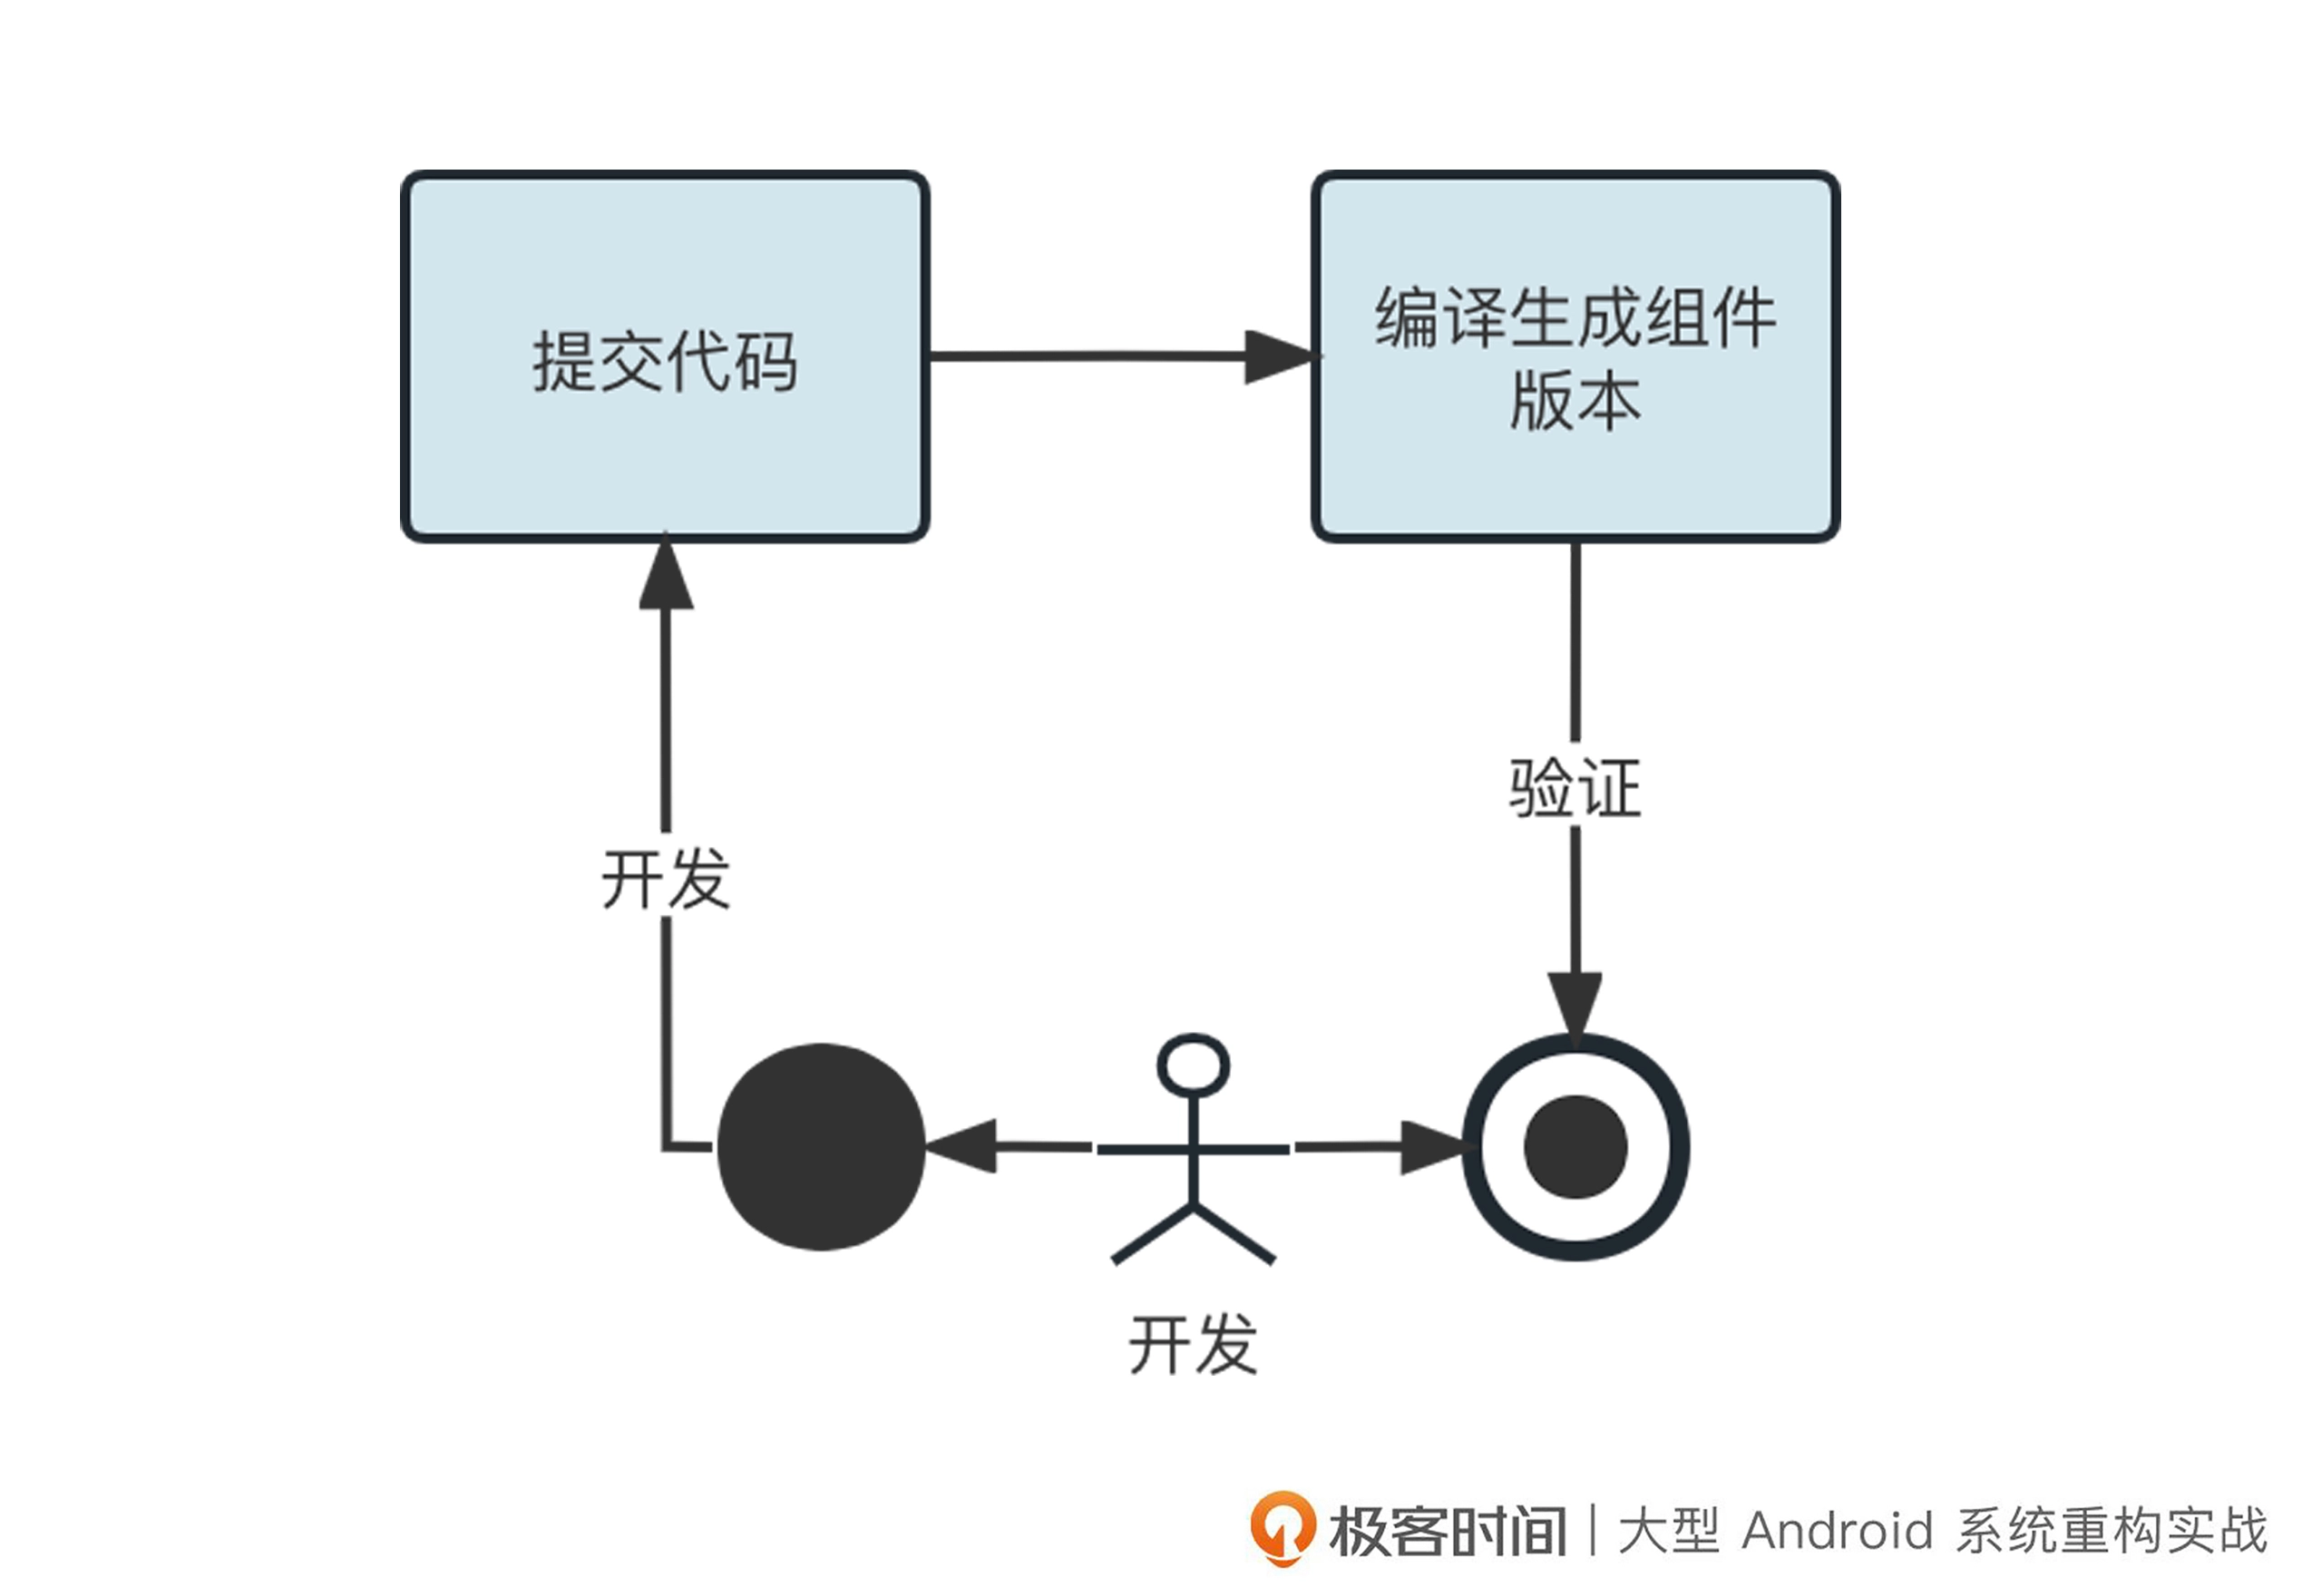 提交代码
编译生成组件
版本
验证
开发
开发
极客时间 | 大型 Android 系统重构实战